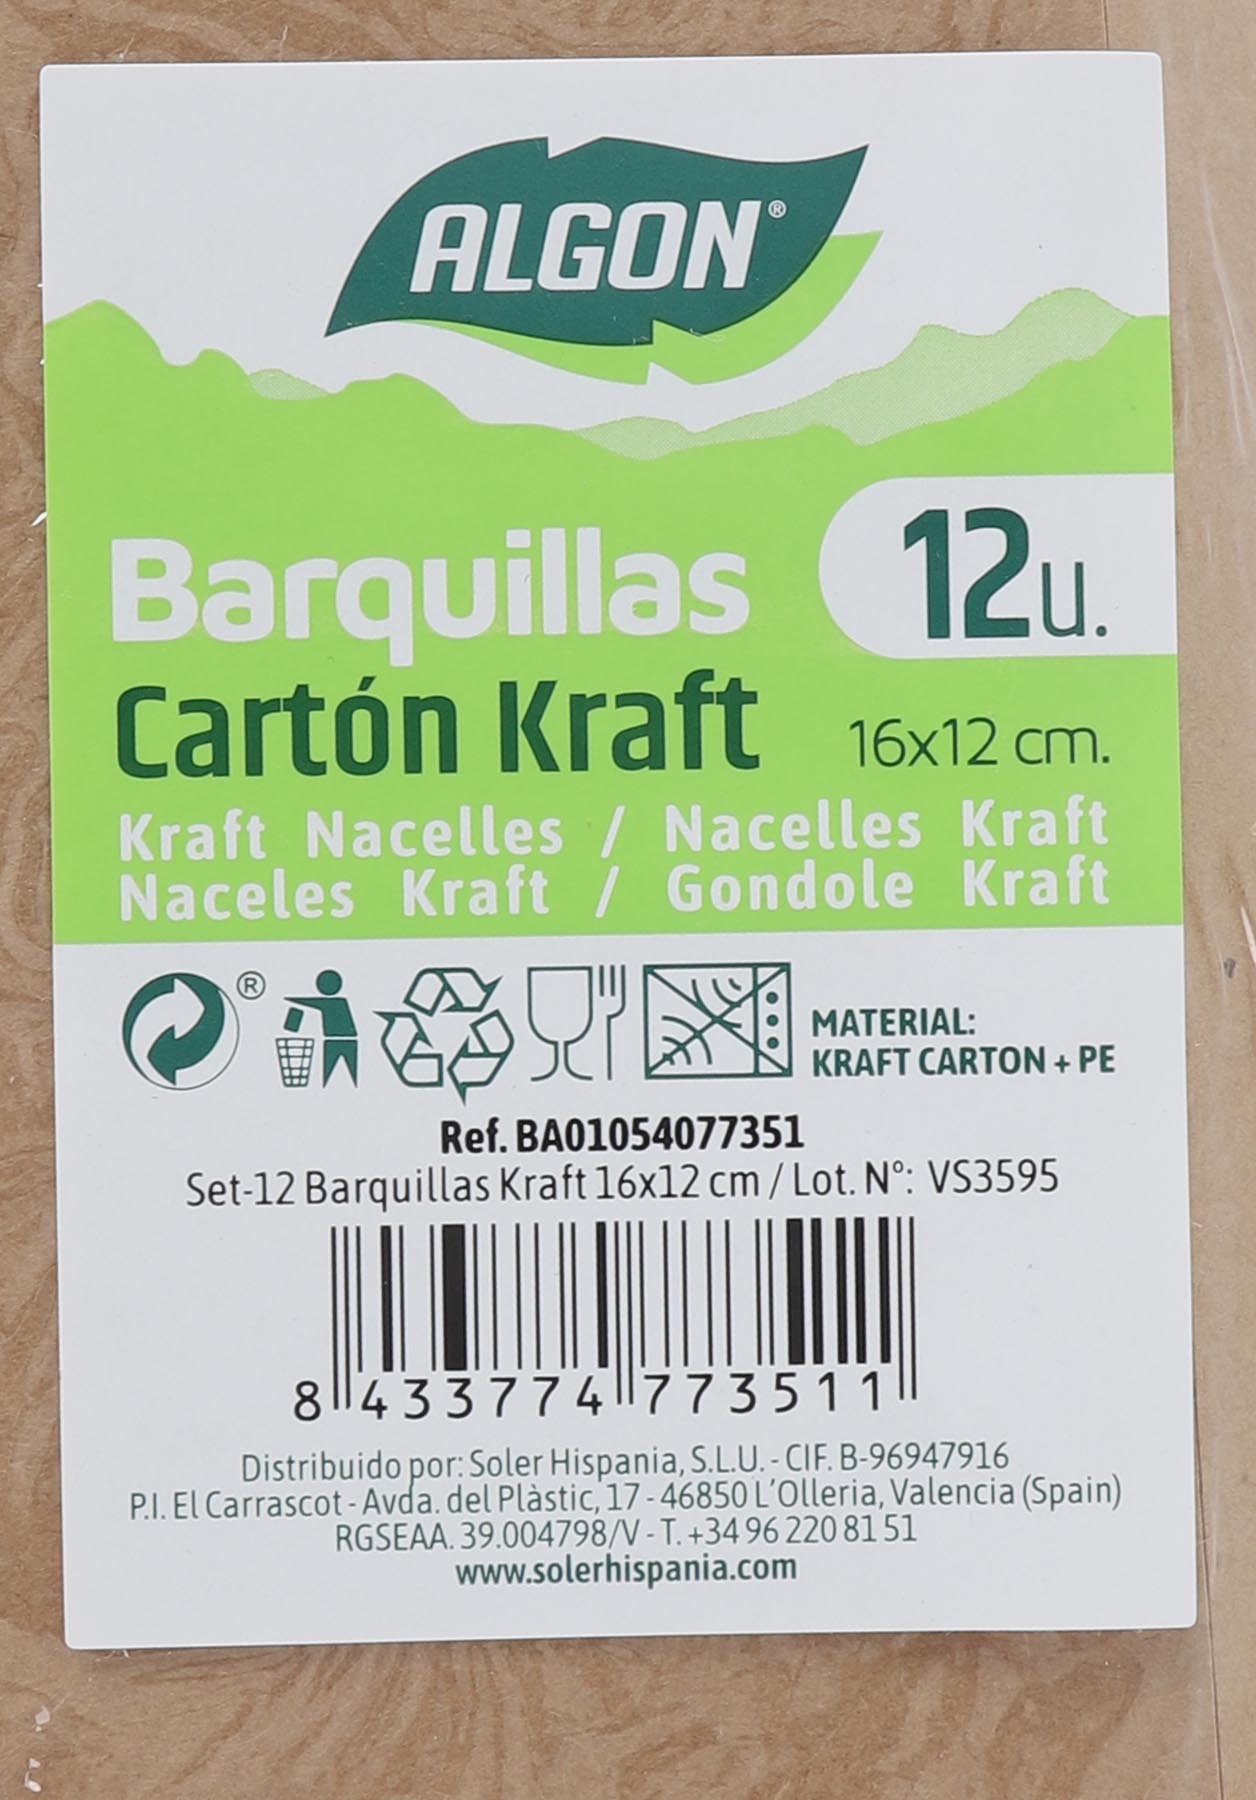 ALGON®
Barquillas
12u.
Cartón Kraft
16x12 cm.
Kraft Nacelles / Nacelles Kraft
Naceles Kraft / Gondole Kraft
®
MATERIAL:
KRAFT CARTON + PE
Ref. BA01054077351
Set-12 Barquillas Kraft 16x12 cm / Lot. Nº: VS3595
8 433774 773511
Distribuido por: Soler Hispania, S.L.U. - CIF. B-96947916
P.I. El Carrascot - Avda. del Plàstic, 17 - 46850 L'Olleria, Valencia (Spain)
RGSEAA. 39.004798/V - T. +34 96 220 81 51
www.solerhispania.com